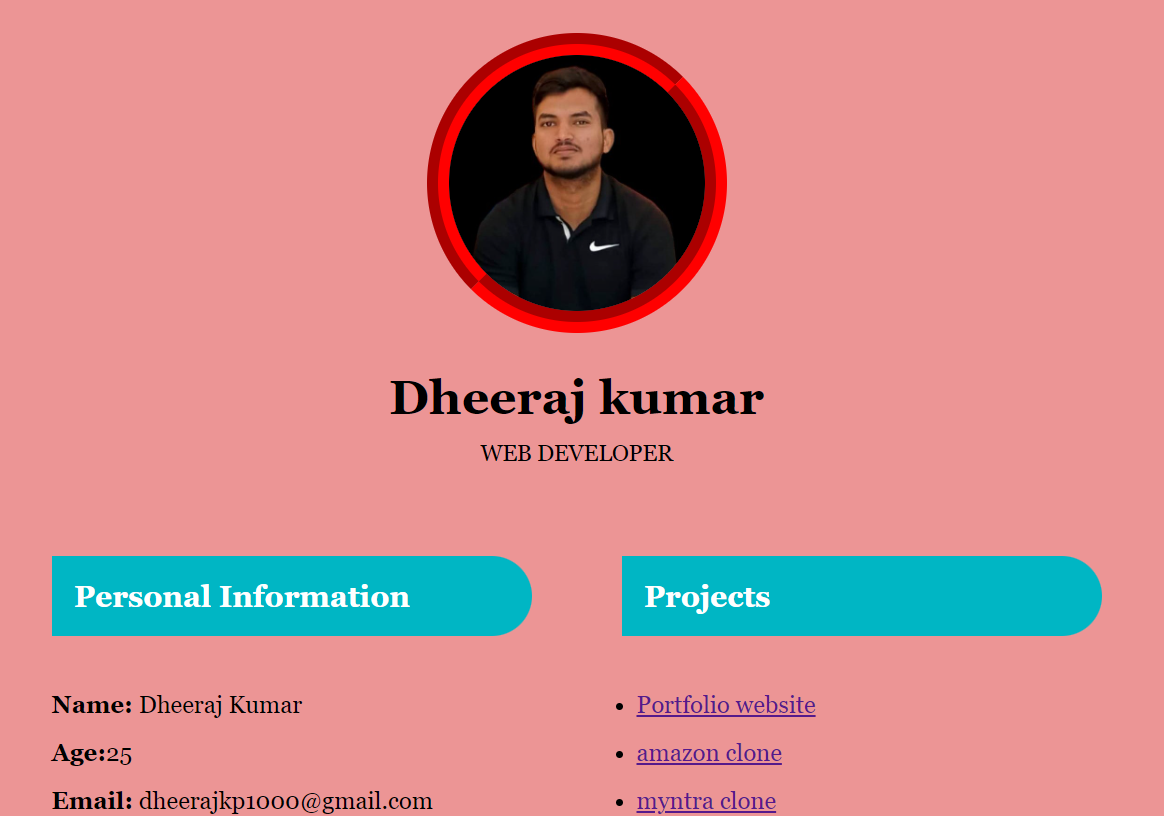 Dheeraj kumar
WEB DEVELOPER
Personal Information
Name: Dheeraj Kumar
Age:25
Email: dheerajkp1000@gmail.com
Projects
Portfolio website
amazon clone
myntra clone